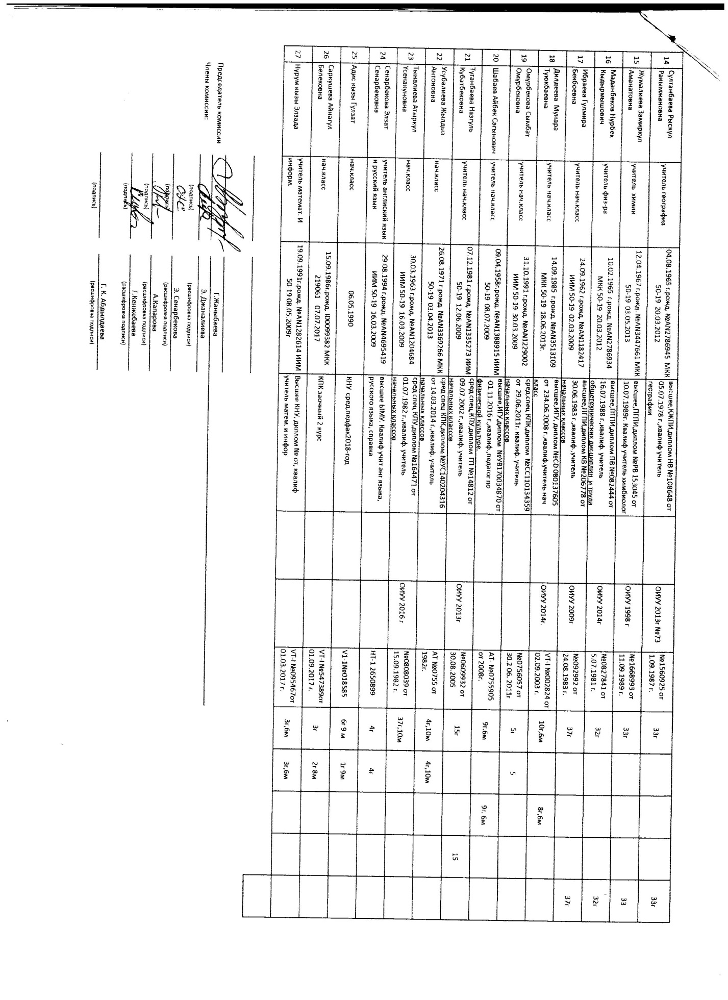 14 Султанбаева Рыскул учитель география 04.08.1965 г.рожд. №AN2786945 МКК высшее,КЖПИ,диплом НВ №108648 от ОИУУ 2013г №73 №1560925 от 33г 33г
Ракымжановна 50-19 20.03.2012 05.07.1978 г.,квалиф учитель 1.09.1987 г.
географии
15 Жумалиева Замиркул учитель химии 12.04.1967 г.рожд. №AN3447661 МКК высшее,ПГПИ,диплом №РВ 153045 от ОИУУ 1998 г №1668993 от 33г 33
Аманатовна 50-19 03.05.2013 10.07.1989г. Квалиф учитель химбиолог 11.09.1989 г.
16 Маданбеков Нурбек учитель физ-ра 10.02.1965 г.рожд. №AN2786934 высшее,ПГПИ, диплом ПВ №082444 от ОИУУ 2014г №0827841 от 32г 32г
Кыдырмышович МКК 50-19 20.03.2012 16.07.1988 г.,квалиф. учитель 5.07.1981 г.
общетехнических дисциплин и труда
17 Ибраева Гулмира учитель нач.класс 24.09.1962 г.рожд. №AN1182417 высшее,ПГПИ,диплом КВ №206778 от ОИУУ 2009г №092992 от 37г 37г
Бекбоевна ИИМ 50-19 02.03.2009 30.06.1983 г.,квалиф.,учитель 24.08.1983 г.
начальных классов
18 Дилдеева Мунара учитель нач.класс 14.09.1985 г.рожд. №AN3513109 высшее,ИГУ, диплом №CD 080137605 ОИУУ 2014г. VT-I №002824 от 10г,6м 8г,6м
Туюкбаевна МКК 50-19 18.06.2013г. от 234.06.2008 г.,квалиф.учитель нач 02.09.2003 г.
класс
19 Омурбекова Сымбат учитель нач.класс 31.10.1991 г.рожд. №AN1229002 сред.спец КПК,диплом №СС110134359 №0756057 от 5г 5
Омурбековна ИИМ 50-19 30.03.2009 от 29.06.2011г. квалиф. учитель 30.2 06. 2011г
начальных классов
20 Шабаев Айбек Сагынович учитель нач.класс 09.04.1958г.рожд. №AN1388915 ИИМ высшее,ИГУ,диплом №УВ170034870 от АТ- №0755905 9г.6м 9г. 6м
50-19 08.07.2009 -01.11.2016 г.,квалиф.,педагог по от 2008г.
физической культуре.
21 Туганбаева Назгуль учитель нач.класс 07.12.1981 г.рожд. №AN1335273 ИИМ сред спец,КПУ,диплом ГП №14812 от ОИУУ 2013г №0609932 от 15г 15
Кубатбековна 50-19 12.06.2009 09.07.2002 г.,квалиф. учитель 30.08.2005
начальных классов
22 Усубалиева Жылдыз нач.класс 26.08.1971 г.рожд. №AN3369266 МКК сред спец КПК,диплом №УС140204316 АТ №0755 от 4г,10м 4г,10м
Антоновна 50-19 03.04.2013 от 14.03.2014 г.,квалиф. учитель 1982г.
начальных классов
23 Тыналиева Атыркул нач.класс 30.03.1963 г.рожд. №AN1204684 сред спец КПУ,диплом №164471 от ОИУУ 2016 г №0808039 от 37г,10м
Усенакуновна ИИМ 50-19 16.03.2009 01.07.1982 г.,квалиф. учитель 15.09.1982 г.
начальных классов
24 Сенарбекова Элзат учитель англиский язык 29.08.1994 г.рожд. №AN4695419 высшее ЫМУ. Квалиф учит анг языка, НТ-1 2650899 4г 4г
Сенарбековна и русский язык ИИМ 50-19 16.03.2009 русского языка, справка
25 Адис кызы Гулзат нач.класс 06.05.1990 КНУ сред.педфак2018-год V1-1№018585 6г 9 м 1г 9м
26 Саркушева Айнагул нач.класс 15.09.1986г.рожд. ID0099382 МКК КПК заочный 2 курс VT-I №547389от 3г 2г 8м
Белековна 219061 07.07.2017 01.09.2017 г.
27 Нурум кызы Элзада учитель математ. И 19.09.1991г.рожд. №AN1282614 ИИМ Высшее КНУ, диплом № от, квалиф VT-I №095467от 3г,6м 3г,6м
информ. 50-19 08.05.2009г учитель матем. и инфор 01.03.2017 г.
Председатель комиссии Г.Жаныбаева
Члены комиссии: Э. Джаналиева
(подпись) (расшифровка подписи)
Э. Сенарбекова
(подпись) (расшифровка подписи)
А.Капарова
(подпись) (расшифровка подписи)
Г.Кенжебаева
(подпись) (расшифровка подписи)
Г. К. Абдылдаева
(подпись) (расшифровка подписи)